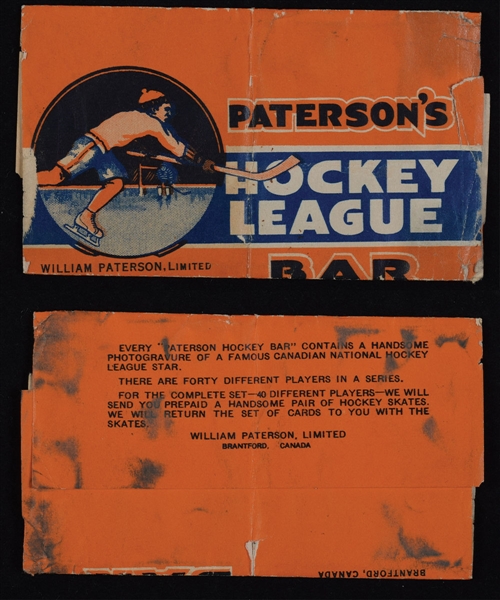 PATERSON'S
HOCKEY
LEAGUE
BAR
WILLIAM PATERSON, LIMITED
EVERY "PATERSON HOCKEY BAR" CONTAINS A HANDSOME
PHOTOGRAVURE OF A FAMOUS CANADIAN NATIONAL HOCKEY
LEAGUE STAR.
THERE ARE FORTY DIFFERENT PLAYERS IN A SERIES.
FOR THE COMPLETE SET—40 DIFFERENT PLAYERS—WE WILL
SEND YOU PREPAID A HANDSOME PAIR OF HOCKEY SKATES.
WE WILL RETURN THE SET OF CARDS TO YOU WITH THE
SKATES.
WILLIAM PATERSON, LIMITED
BRANTFORD, CANADA
BRANTFORD, CANADA